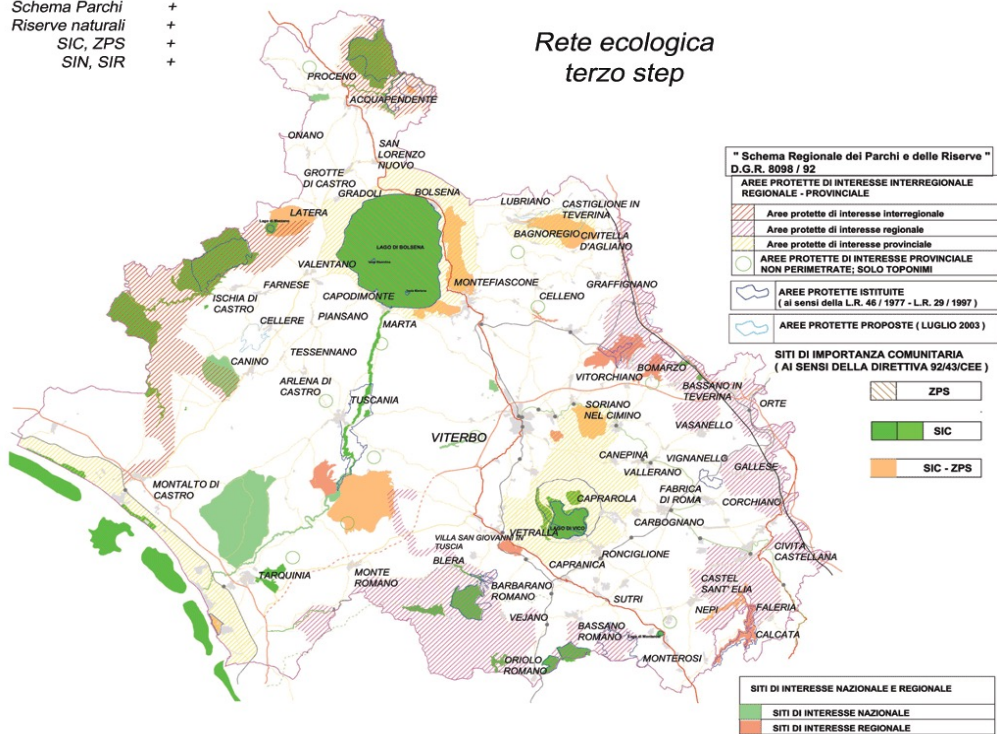 Schema Parchi +
Riserve naturali +
SIC, ZPS +
SIN, SIR +
Rete ecologica
terzo step
PROCENO
ACQUAPENDENTE
ONANO
SAN
LORENZO
NUOVO
GROTTE
DI CASTRO
GRADOLI
BOLSENA
LATERA
LUBRIANO
CASTIGLIONE IN
TEVERINA
BAGNOREGIO
CIVITELLA
D'AGLIANO
LAGO DI BOLSENA
VALENTANO
FARNESE
MONTEFIASCONE
GRAFFIGNANO
ISCHIA DI
CASTRO
CAPODIMONTE
CELLENO
CELLERE
PIANSANO
MARTA
TESSENNANO
CANINO
ARLENA DI
CASTRO
VITORCHIANO
BOMARZO
BASSANO IN
TEVERINA
ORTE
TUSCANIA
SORIANO
NEL CIMINO
VASANELLO
VITERBO
CANEPINA
VIGNANELLO
VALLERANO
GALLESE
MONTALTO DI
CASTRO
CAPRAROLA
FABRICA
DI ROMA
CORCHIANO
LAGO DI VICO
CARBOGNANO
VETRALLA
VILLA SAN GIOVANNI IN
TUSCIA
RONCIGLIONE
CIVITA
CASTELLANA
BLERA
CAPRANICA
TARQUINIA
MONTE
ROMANO
BARBARANO
ROMANO
CASTEL
SANT' ELIA
SUTRI
NEPI
FALERIA
VEJANO
BASSANO
ROMANO
CALCATA
MONTEROSI
ORIOLO
ROMANO
" Schema Regionale dei Parchi e delle Riserve "
D.G.R. 8098 / 92
AREE PROTETTE DI INTERESSE INTERREGIONALE
REGIONALE - PROVINCIALE
Aree protette di interesse interregionale
Aree protette di interesse regionale
Aree protette di interesse provinciale
AREE PROTETTE DI INTERESSE PROVINCIALE
NON PERIMETRATE; SOLO TOPONIMI
AREE PROTETTE ISTITUITE
( ai sensi della L.R. 46 / 1977 - L.R. 29 / 1997 )
AREE PROTETTE PROPOSTE ( LUGLIO 2003 )
SITI DI IMPORTANZA COMUNITARIA
( AI SENSI DELLA DIRETTIVA 92/43/CEE )
ZPS
SIC
SIC - ZPS
SITI DI INTERESSE NAZIONALE E REGIONALE
SITI DI INTERESSE NAZIONALE
SITI DI INTERESSE REGIONALE